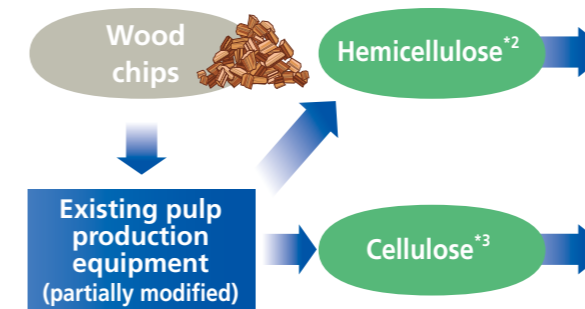 Wood
chips
Hemicellulose*2
Existing pulp
production
equipment
(partially modified)
Cellulose*3